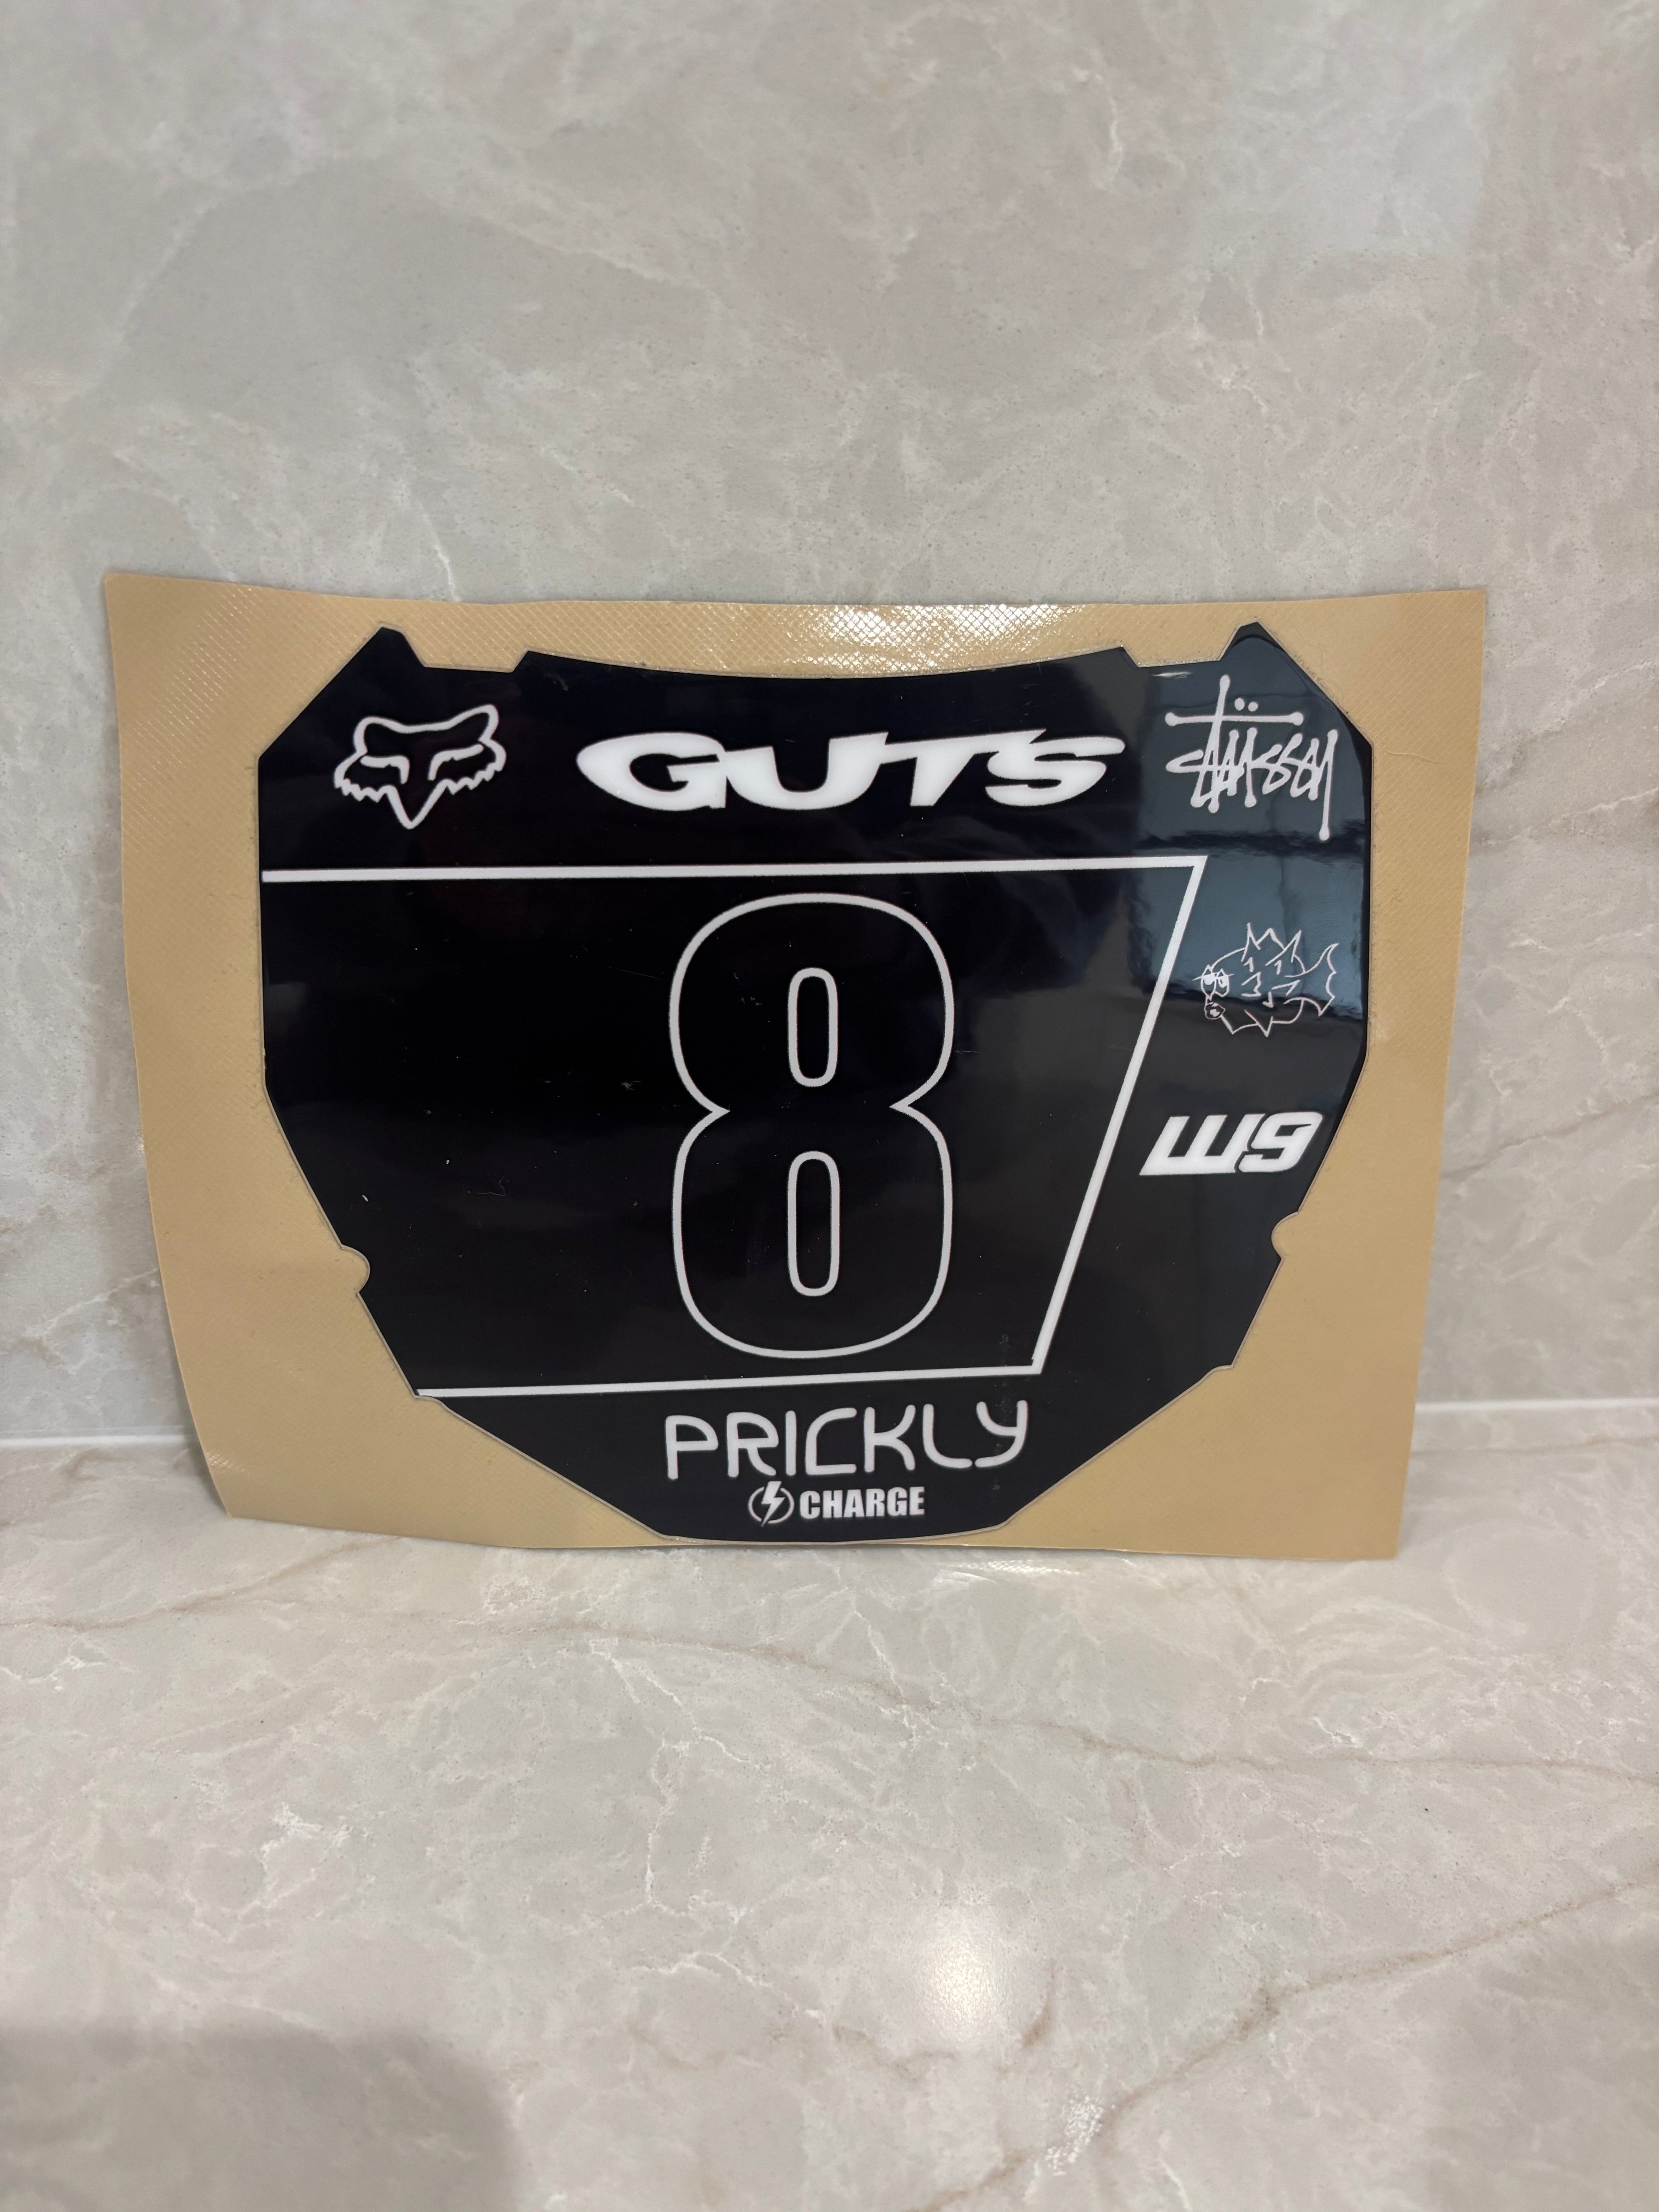 GUTS
Stüssy
8
W9
PRICKLY
CHARGE